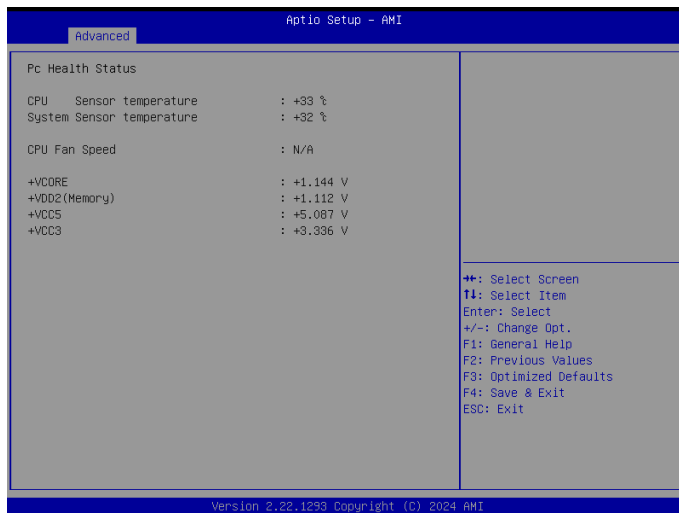 Aptio Setup - AMI
Advanced
Pc Health Status
CPU Sensor temperature : +33 %
System Sensor temperature : +32 %
CPU Fan Speed : N/A
+VCORE : +1.144 V
+VDD2(Memory) : +1.112 V
+VCC5 : +5.087 V
+VCC3 : +3.336 V
→←: Select Screen
↑↓: Select Item
Enter: Select
+/-: Change Opt.
F1: General Help
F2: Previous Values
F3: Optimized Defaults
F4: Save & Exit
ESC: Exit
Version 2.22.1293 Copyright (C) 2024 AMI